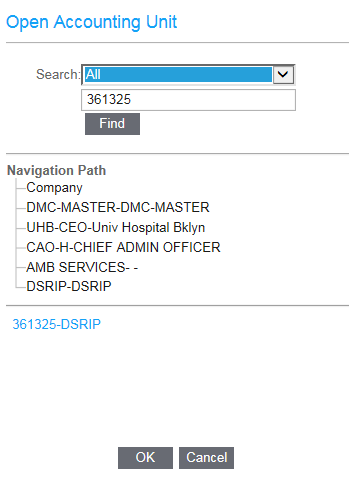 Open Accounting Unit
Search: All
361325
Find
Navigation Path
Company
DMC-MASTER-DMC-MASTER
UHB-CEO-Univ Hospital Bklyn
CAO-H-CHIEF ADMIN OFFICER
AMB SERVICES- -
DSRIP-DSRIP
361325-DSRIP
OK Cancel